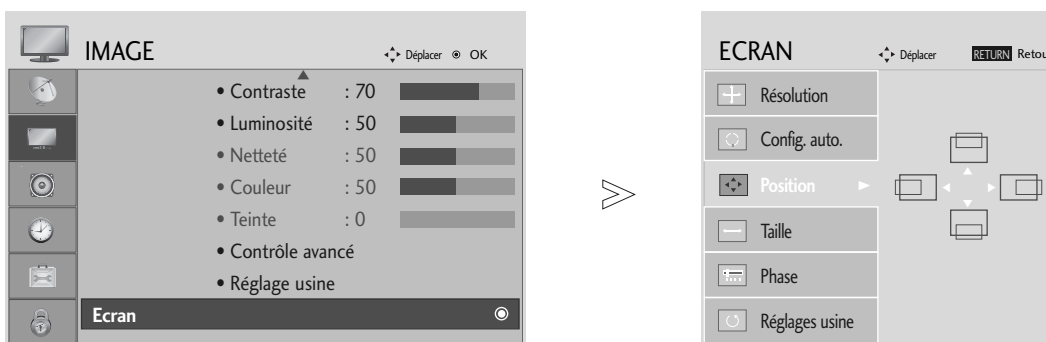 IMAGE
Déplacer OK
• Contraste : 70
• Luminosité : 50
• Netteté : 50
• Couleur : 50
• Teinte : 0
• Contrôle avancé
• Réglage usine
Ecran
ECRAN
Déplacer RETURN Retou
Résolution
Config. auto.
Position
Taille
Phase
Réglages usine